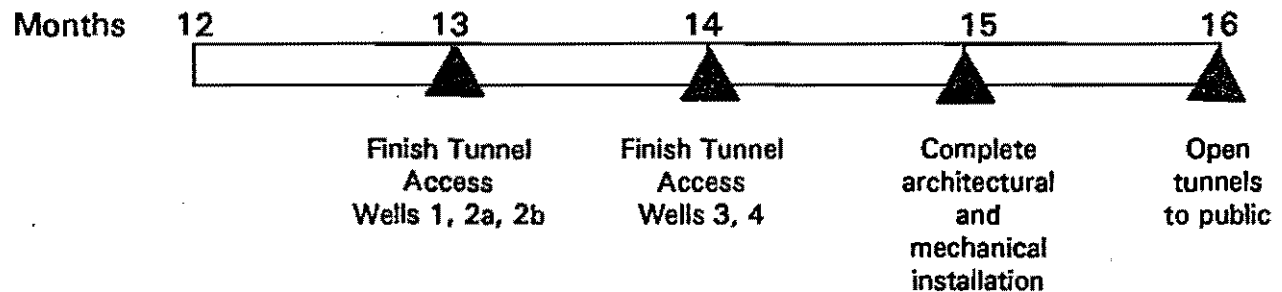 Months 12 13 14 15 16
Finish Tunnel
Access
Wells 1, 2a, 2b
Finish Tunnel
Access
Wells 3, 4
Complete
architectural
and
mechanical
installation
Open
tunnels
to public